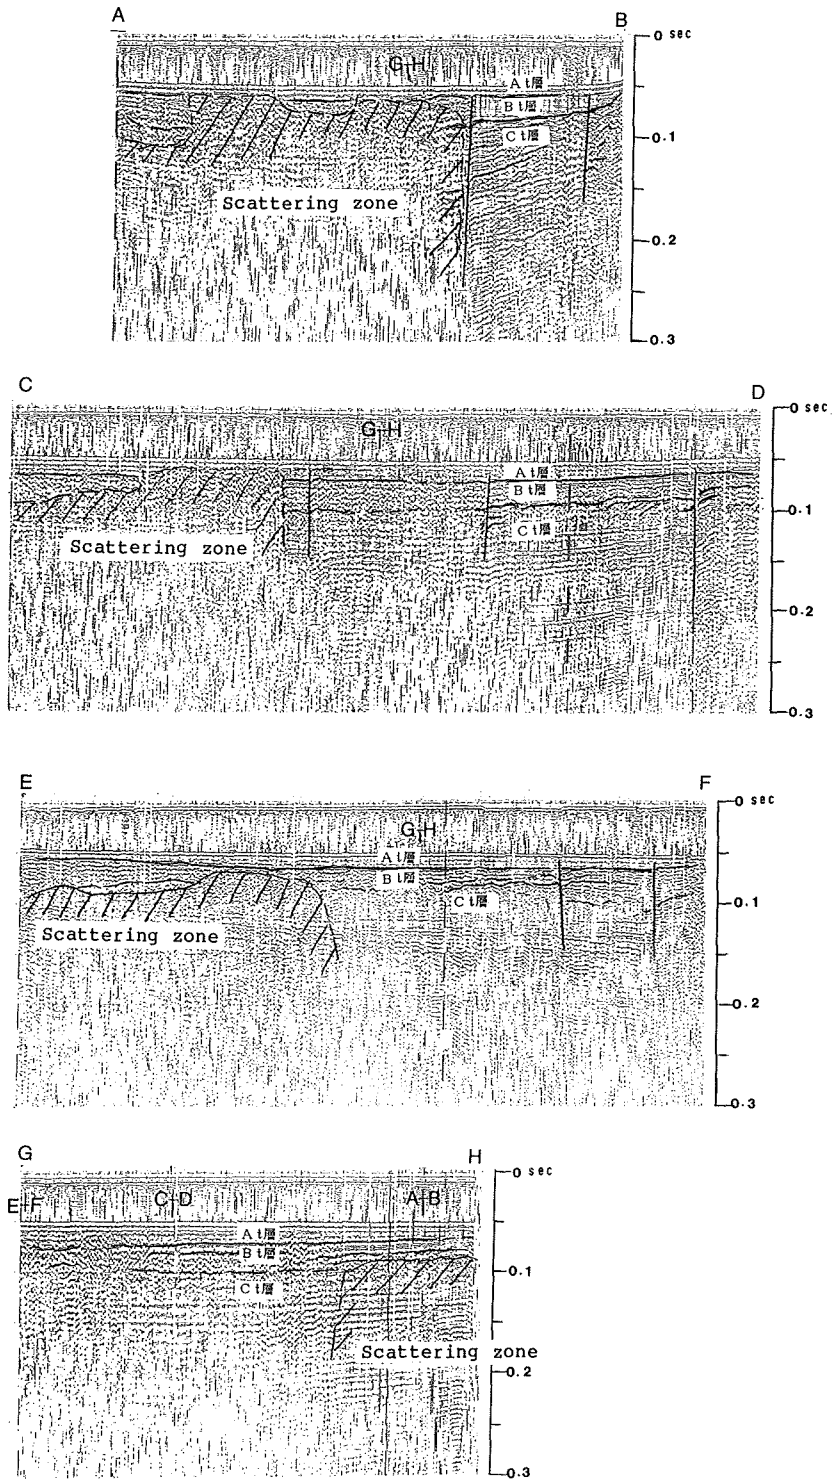 A
B
0 sec
G H
A t層
B t層
C t層
0.1
Scattering zone
0.2
0.3
C
D
0 sec
G H
A t層
B t層
0.1
C t層
Scattering zone
0.2
0.3
E
F
0 sec
G H
A t層
B t層
C t層
0.1
Scattering zone
0.2
0.3
G
H
0 sec
E F
C D
A B
A t層
B t層
C t層
0.1
Scattering zone
0.2
0.3